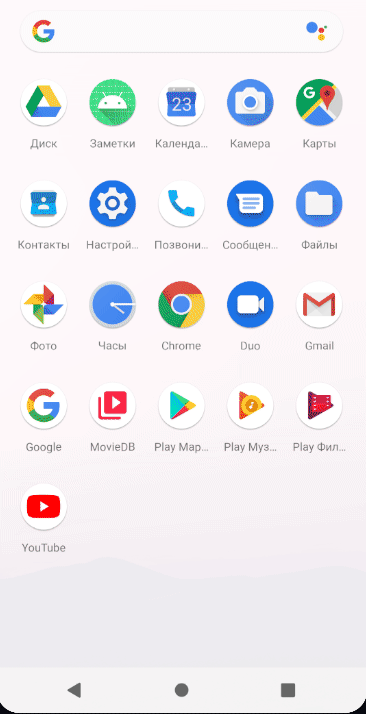 G
Диск
Заметки
23
Календа...
Камера
G
Карты
Контакты
Настрой...
Позвони...
Сообщен...
Файлы
Фото
Часы
Chrome
Duo
Gmail
G
Google
MovieDB
Play Мар...
Play Муз...
Play Фил...
YouTube